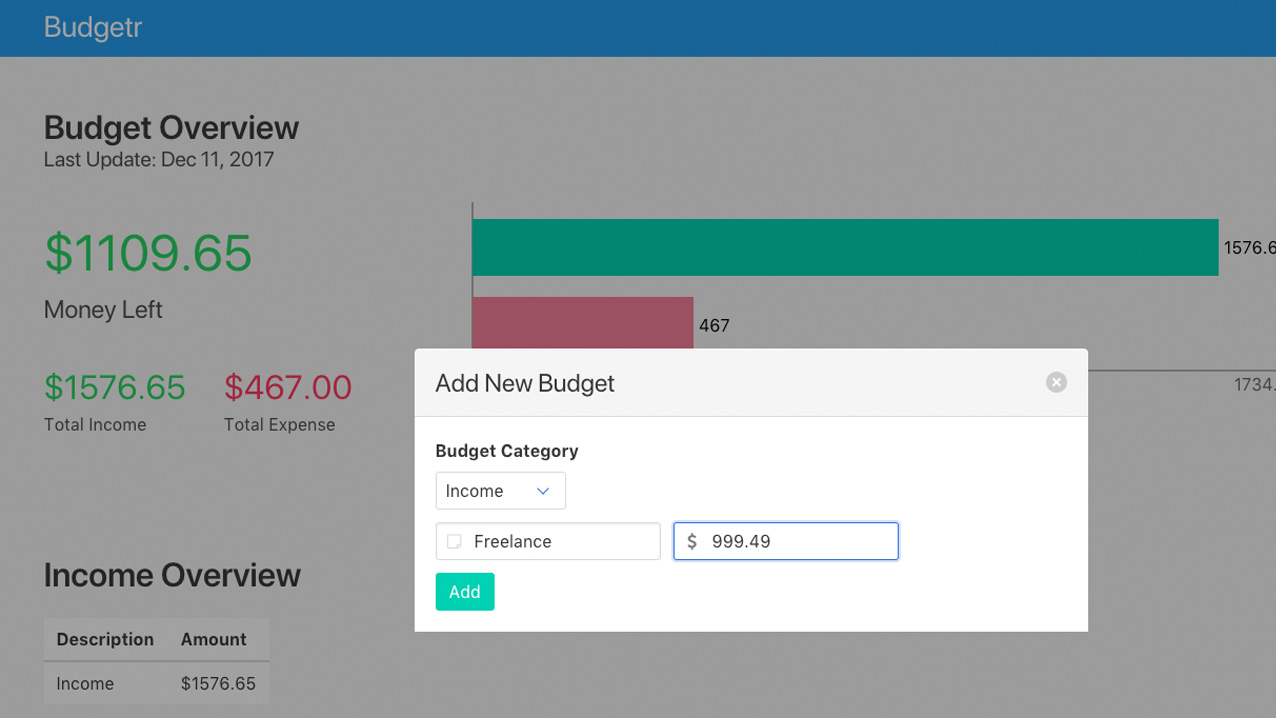 Budgetr
Budget Overview
Last Update: Dec 11, 2017
$1109.65
Money Left
$1576.65
Total Income
$467.00
Total Expense
1576.6
467
1734.
Add New Budget
Budget Category
Income
Freelance
$ 999.49
Add
Income Overview
Description Amount
Income $1576.65